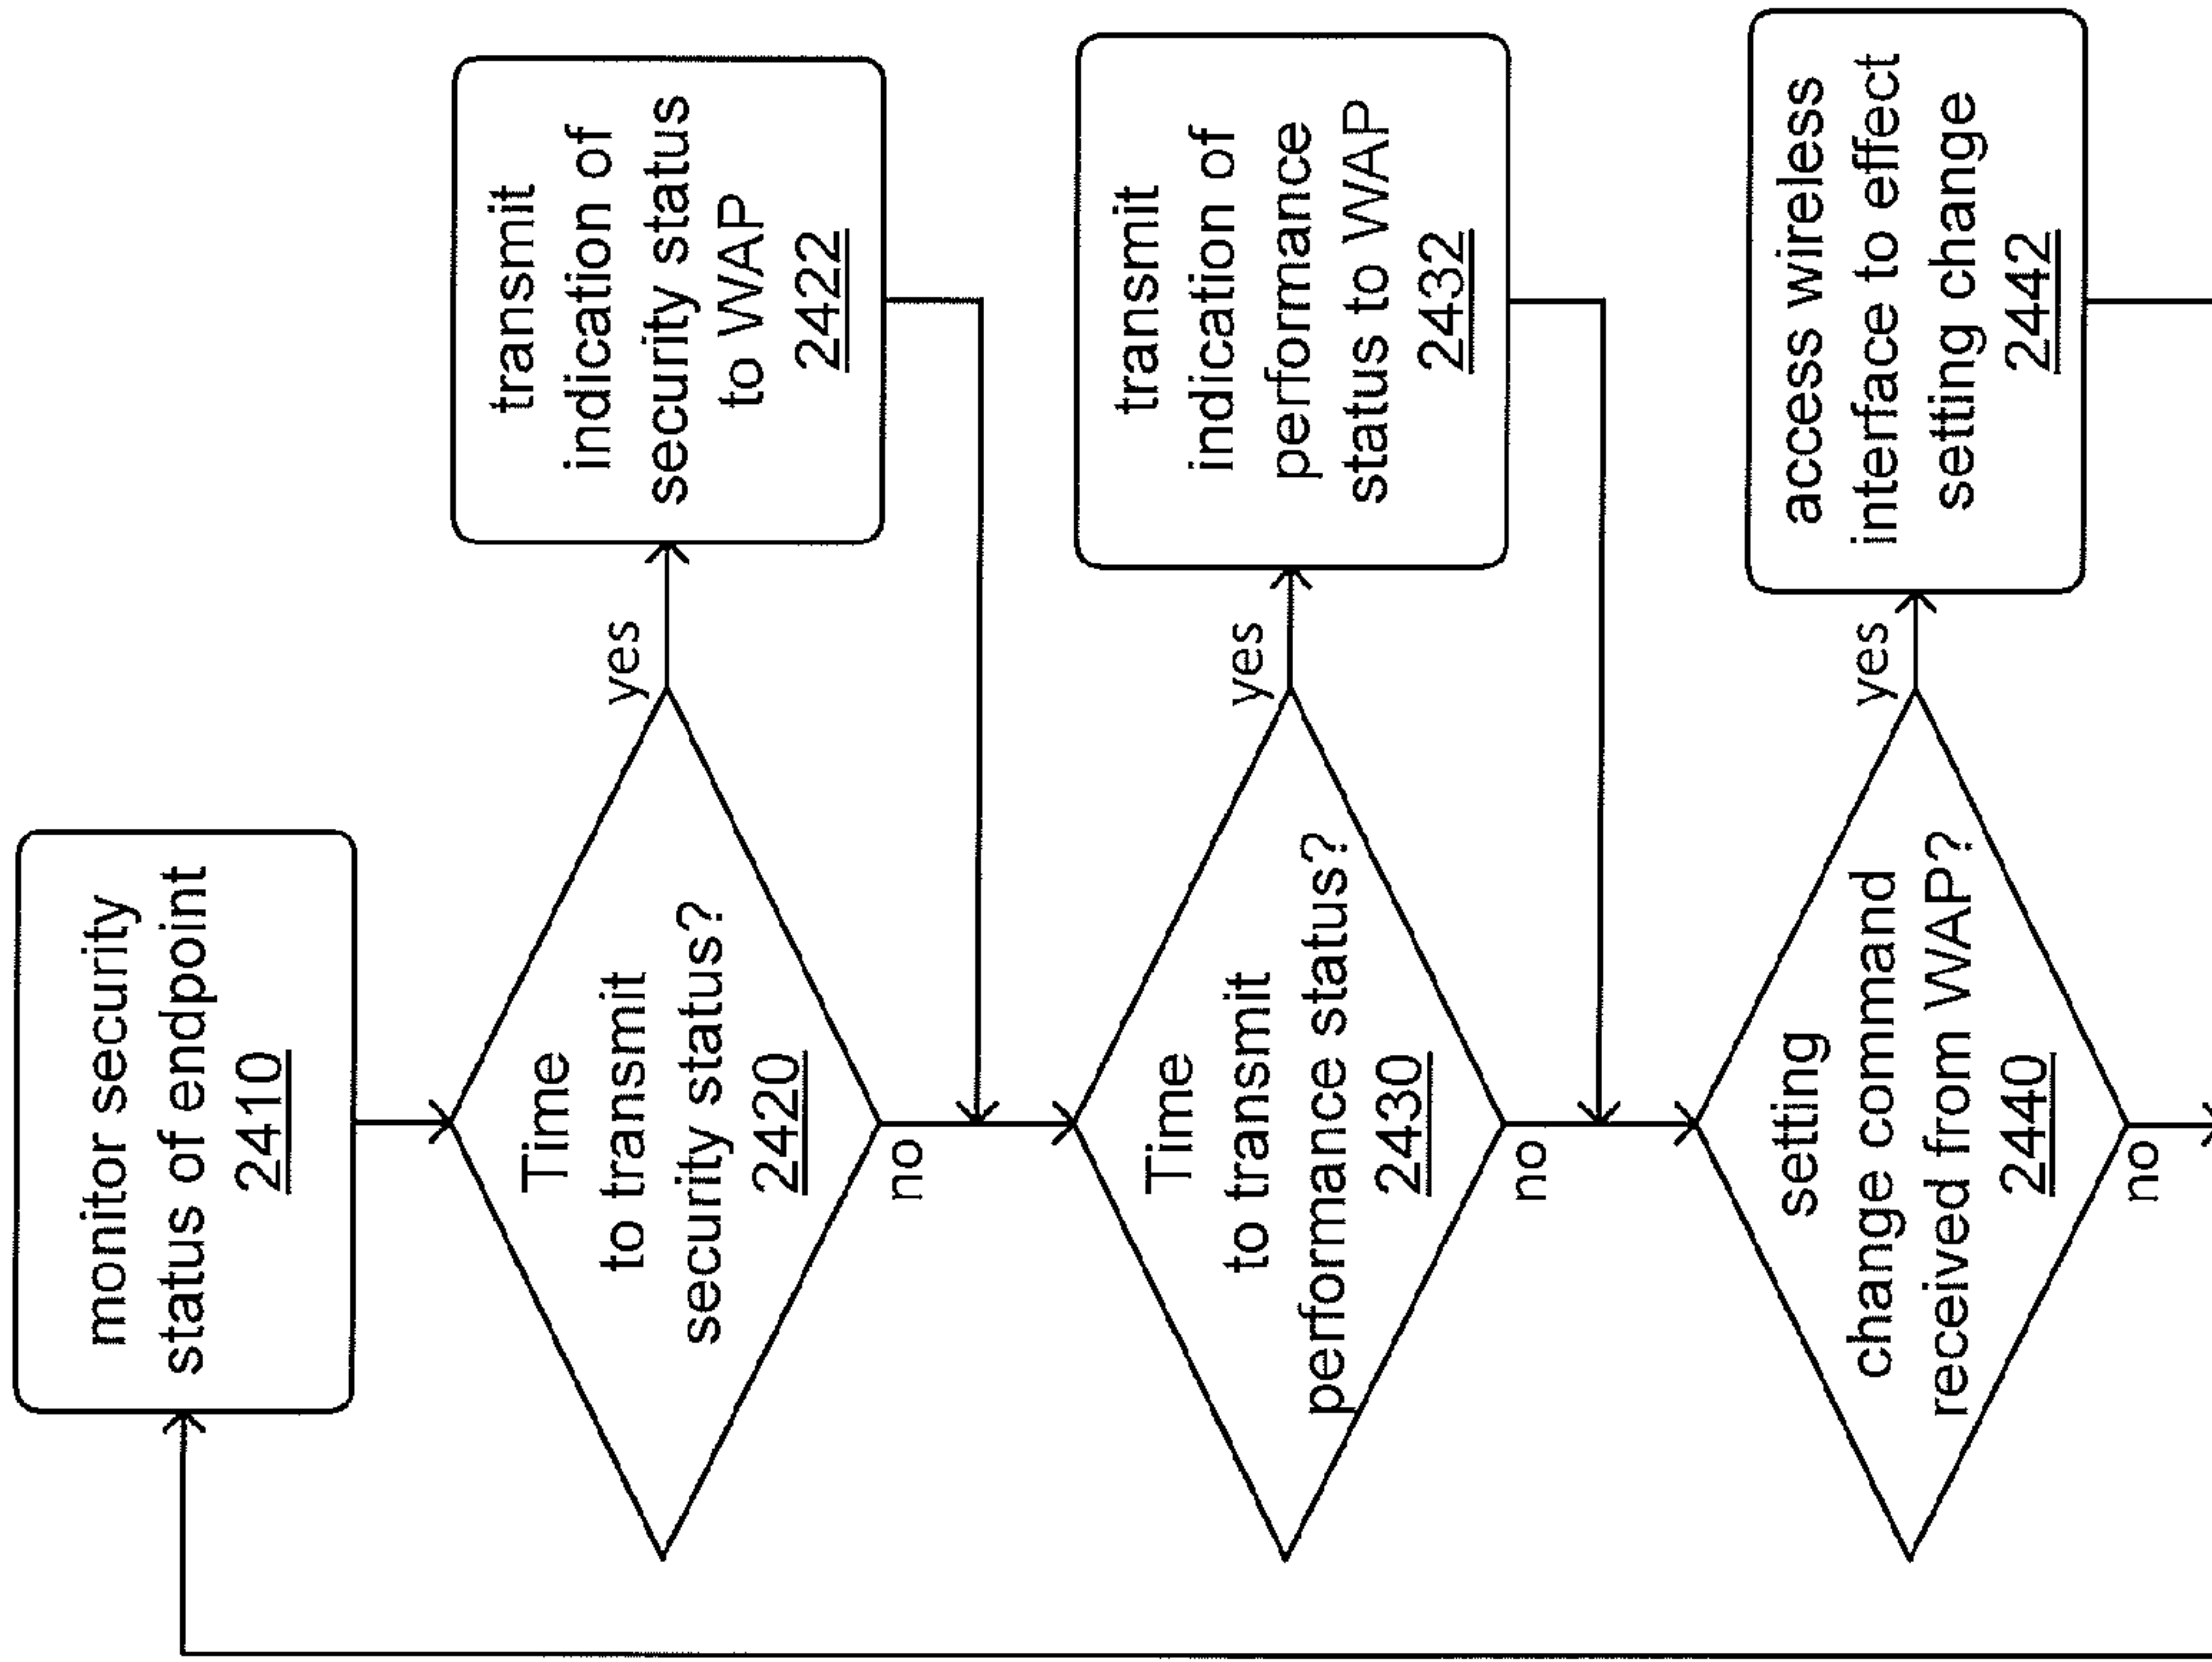 monitor security
status of endpoint
2410
Time
to transmit
security status?
2420
yes
transmit
indication of
security status
to WAP
2422
no
Time
to transmit
performance status?
2430
yes
transmit
indication of
performance
status to WAP
2432
no
setting
change command
received from WAP?
2440
yes
access wireless
interface to effect
setting change
2442
no